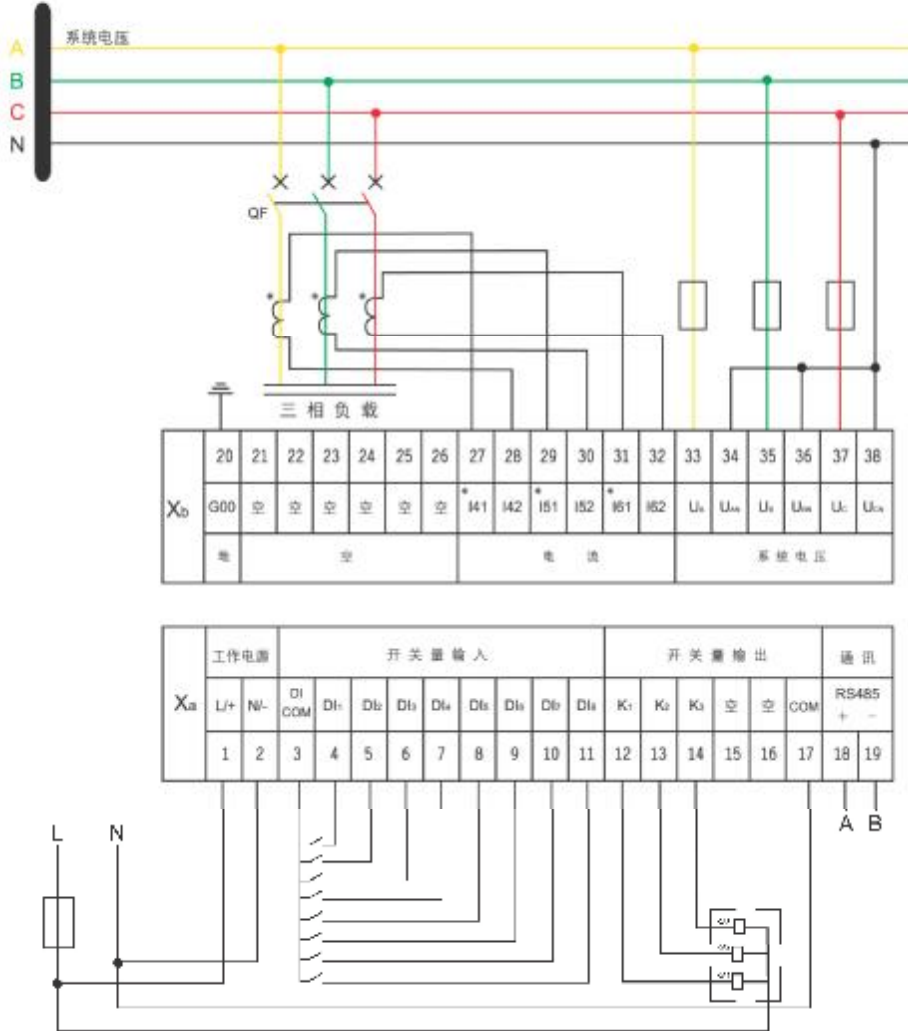 系统电压
A
B
C
N
QF
三 相 负 载
Xb 20 21 22 23 24 25 26 27 28 29 30 31 32 33 34 35 36 37 38
G00 空 空 空 空 空 空 *I41 I42 *I51 I52 *I61 I62 UA UAN UB UBN UC UCN
地 空 电 流 系 统 电 压
Xa 工作电源 开 关 量 输 入 开 关 量 输 出 通 讯
L/+ N/- DI COM DI1 DI2 DI3 DI4 DI5 DI6 DI7 DI8 K1 K2 K3 空 空 COM RS485 + -
1 2 3 4 5 6 7 8 9 10 11 12 13 14 15 16 17 18 19
L N A B